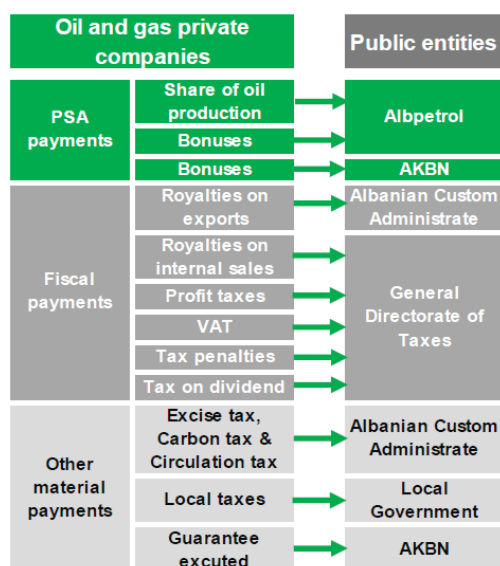 Oil and gas private
companies
Public entities
PSA
payments
Share of oil
production
Bonuses
Albpetrol
Bonuses
AKBN
Fiscal
payments
Royalties on
exports
Albanian Custom
Administrate
Royalties on
internal sales
Profit taxes
VAT
Tax penalties
Tax on dividend
General
Directorate of
Taxes
Other
material
payments
Excise tax,
Carbon tax &
Circulation tax
Albanian Custom
Administrate
Local taxes
Local
Government
Guarantee
excuted
AKBN